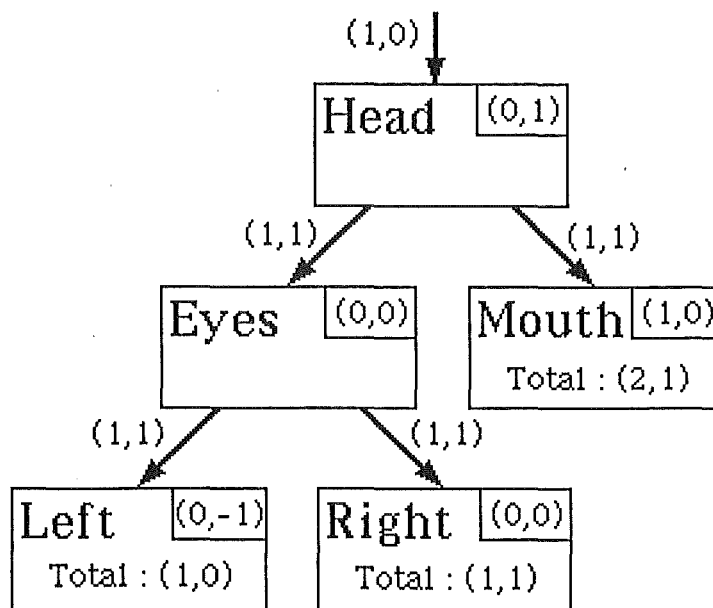 (1,0)
Head (0,1)
(1,1) (1,1)
Eyes (0,0) Mouth (1,0)
Total : (2,1)
(1,1) (1,1)
Left (0,-1) Right (0,0)
Total : (1,0) Total : (1,1)